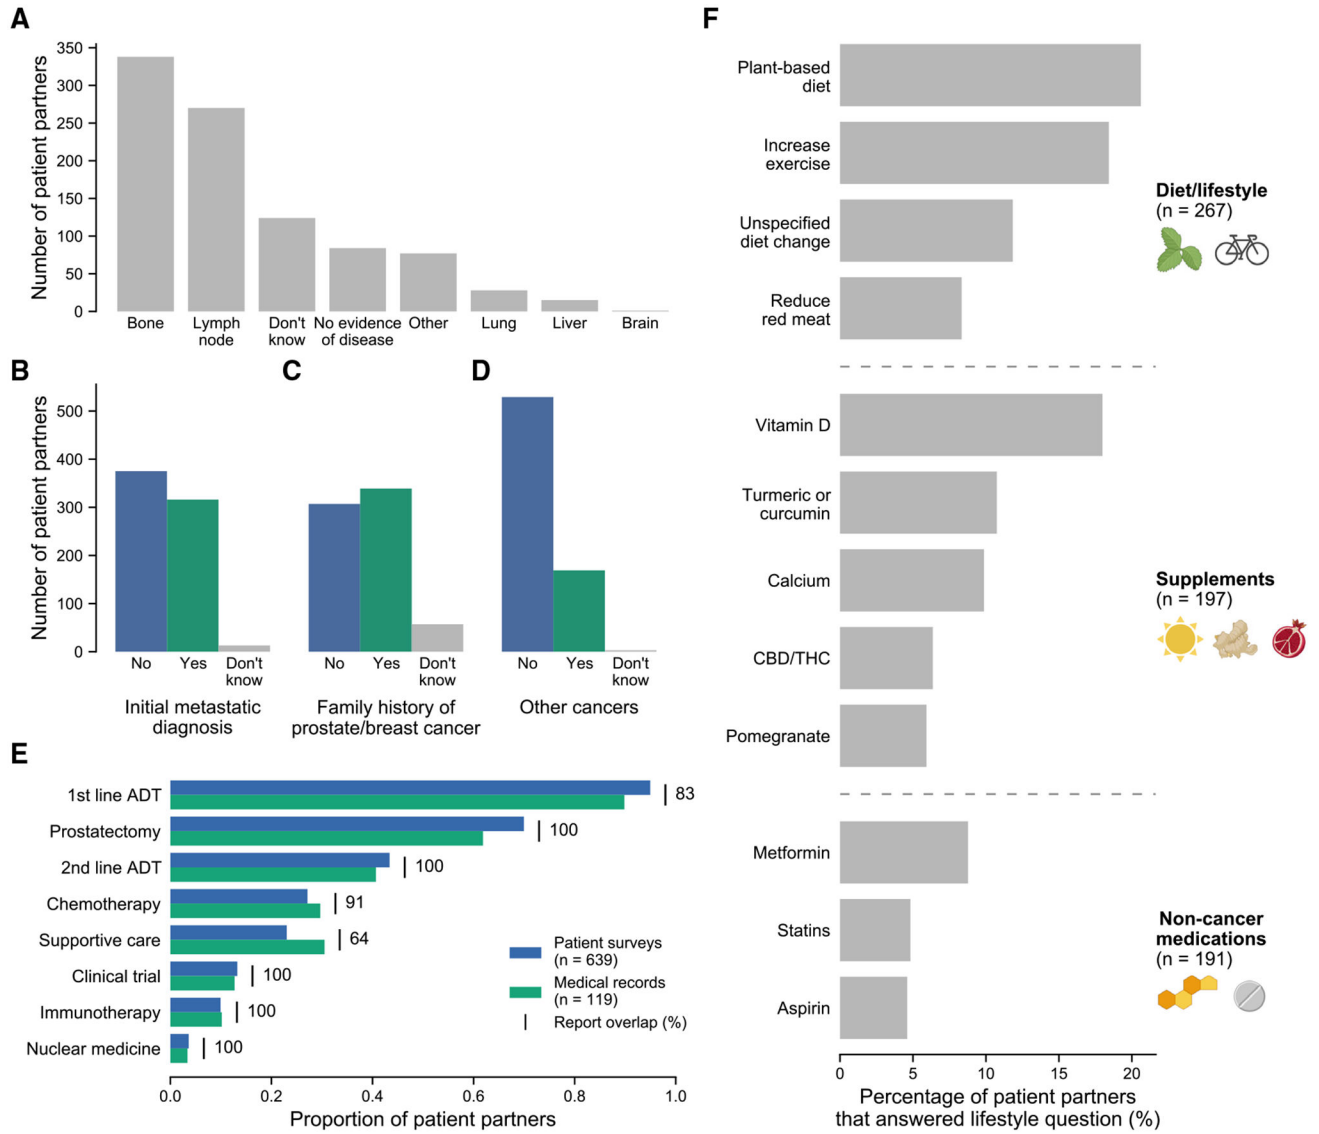 A
Number of patient partners
350
300
250
200
150
100
50
0
Bone
Lymph
node
Don't
know
No evidence
of disease
Other
Lung
Liver
Brain
B
C
D
Number of patient partners
500
400
300
200
100
0
No
Yes
Don't
know
Initial metastatic
diagnosis
No
Yes
Don't
know
Family history of
prostate/breast cancer
No
Yes
Don't
know
Other cancers
E
1st line ADT
83
Prostatectomy
100
2nd line ADT
100
Chemotherapy
91
Supportive care
64
Clinical trial
100
Immunotherapy
100
Nuclear medicine
100
Patient surveys
(n = 639)
Medical records
(n = 119)
Report overlap (%)
0.0
0.2
0.4
0.6
0.8
1.0
Proportion of patient partners
F
Plant-based
diet
Increase
exercise
Unspecified
diet change
Reduce
red meat
Diet/lifestyle
(n = 267)
Vitamin D
Turmeric or
curcumin
Calcium
CBD/THC
Pomegranate
Supplements
(n = 197)
Metformin
Statins
Aspirin
Non-cancer
medications
(n = 191)
0
5
10
15
20
Percentage of patient partners
that answered lifestyle question (%)